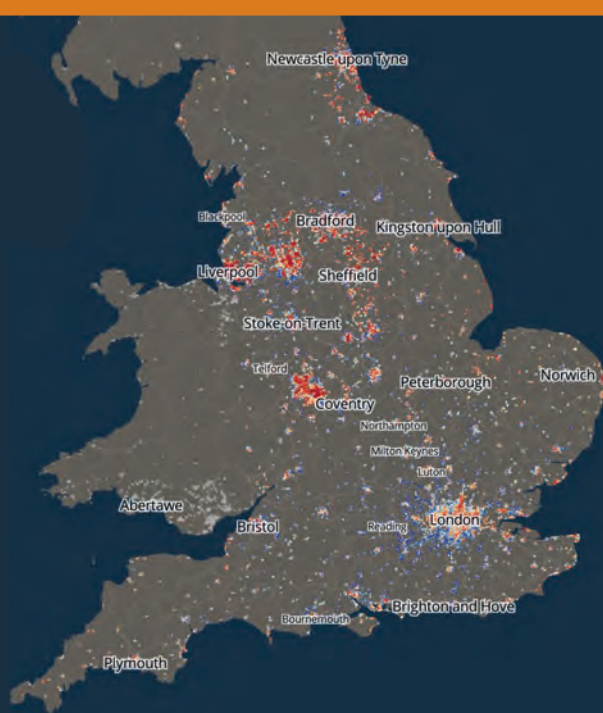 Newcastle upon Tyne
Blackpool
Bradford
Kingston upon Hull
Liverpool
Sheffield
Stoke-on-Trent
Telford
Peterborough
Norwich
Coventry
Northampton
Milton Keynes
Luton
Abertawe
Bristol
Reading
London
Bournemouth
Brighton and Hove
Plymouth